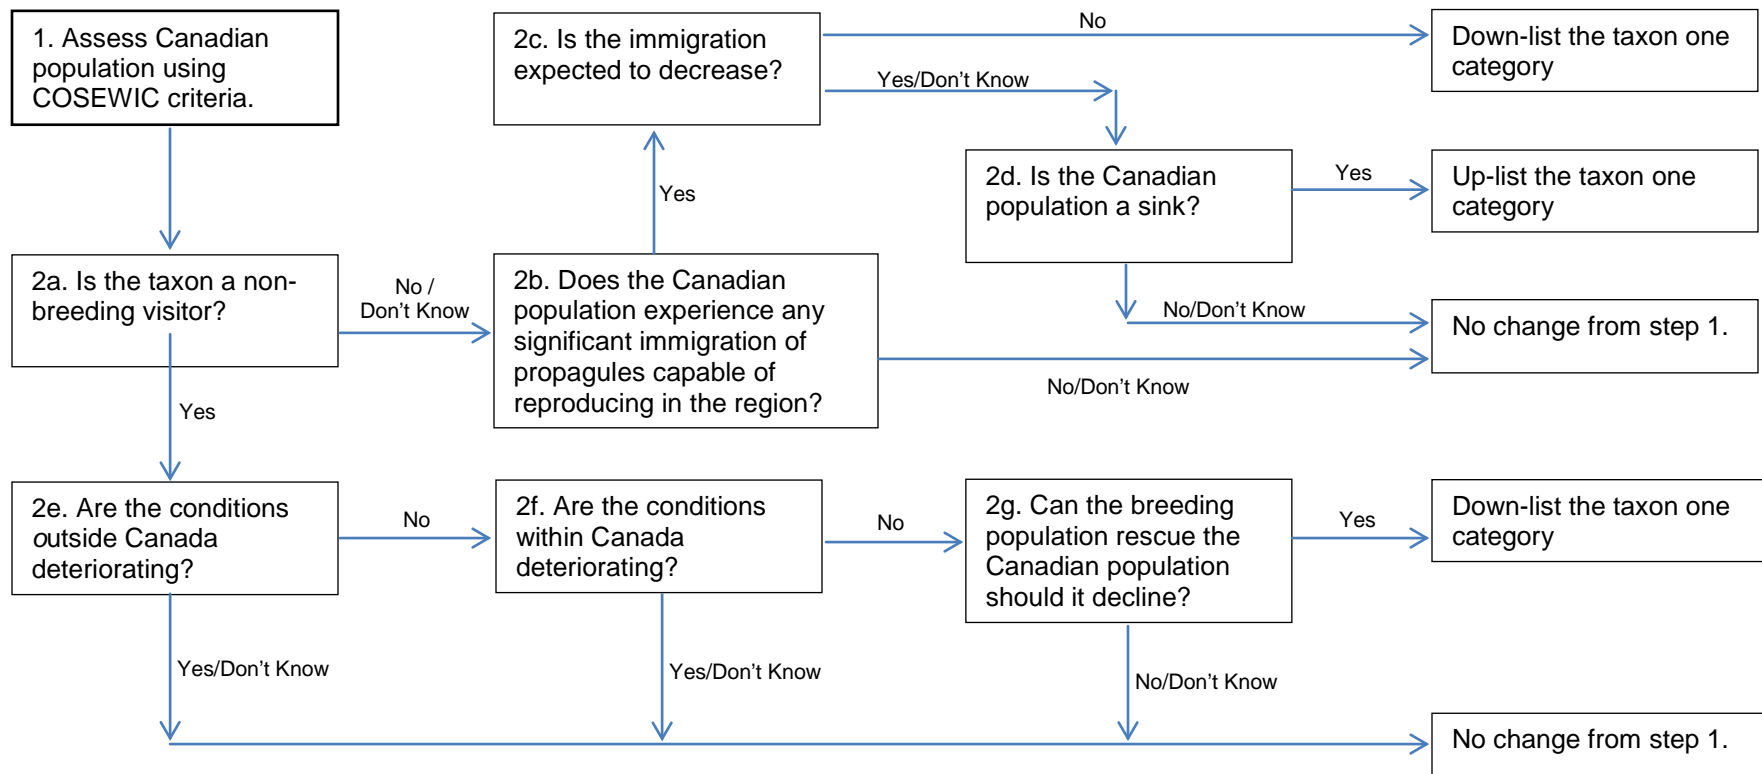 1. Assess Canadian
population using
COSEWIC criteria.
2c. Is the immigration
expected to decrease?
No
Down-list the taxon one
category
Yes/Don’t Know
2d. Is the Canadian
population a sink?
Yes
Up-list the taxon one
category
Yes
2a. Is the taxon a non-
breeding visitor?
No /
Don’t Know
2b. Does the Canadian
population experience any
significant immigration of
propagules capable of
reproducing in the region?
No/Don’t Know
No change from step 1.
No/Don’t Know
Yes
2e. Are the conditions
outside Canada
deteriorating?
No
2f. Are the conditions
within Canada
deteriorating?
No
2g. Can the breeding
population rescue the
Canadian population
should it decline?
Yes
Down-list the taxon one
category
Yes/Don’t Know
Yes/Don’t Know
No/Don’t Know
No change from step 1.